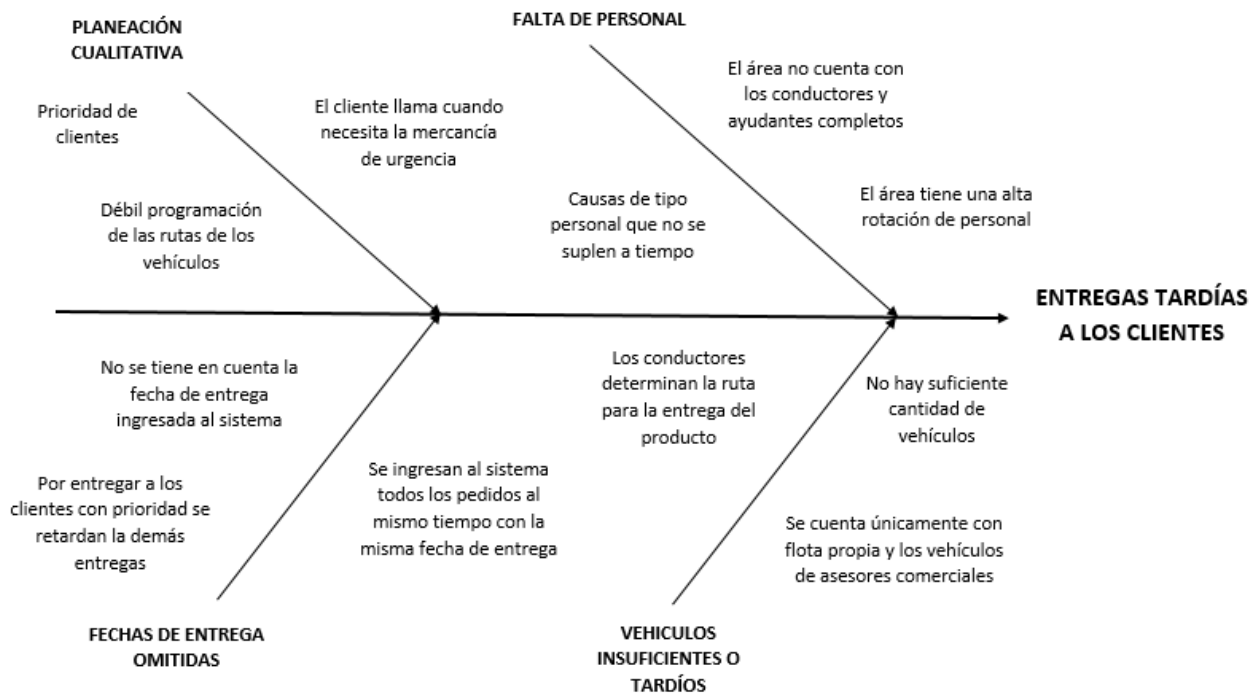 PLANEACIÓN
CUALITATIVA
FALTA DE PERSONAL
Prioridad de
clientes
El cliente llama cuando
necesita la mercancía
de urgencia
El área no cuenta con
los conductores y
ayudantes completos
Débil programación
de las rutas de los
vehículos
Causas de tipo
personal que no se
suplen a tiempo
El área tiene una alta
rotación de personal
ENTREGAS TARDÍAS
A LOS CLIENTES
No se tiene en cuenta la
fecha de entrega
ingresada al sistema
Los conductores
determinan la ruta
para la entrega del
producto
No hay suficiente
cantidad de
vehículos
Por entregar a los
clientes con prioridad se
retardan la demás
entregas
Se ingresan al sistema
todos los pedidos al
mismo tiempo con la
misma fecha de entrega
Se cuenta únicamente con
flota propia y los vehículos
de asesores comerciales
FECHAS DE ENTREGA
OMITIDAS
VEHICULOS
INSUFICIENTES O
TARDÍOS